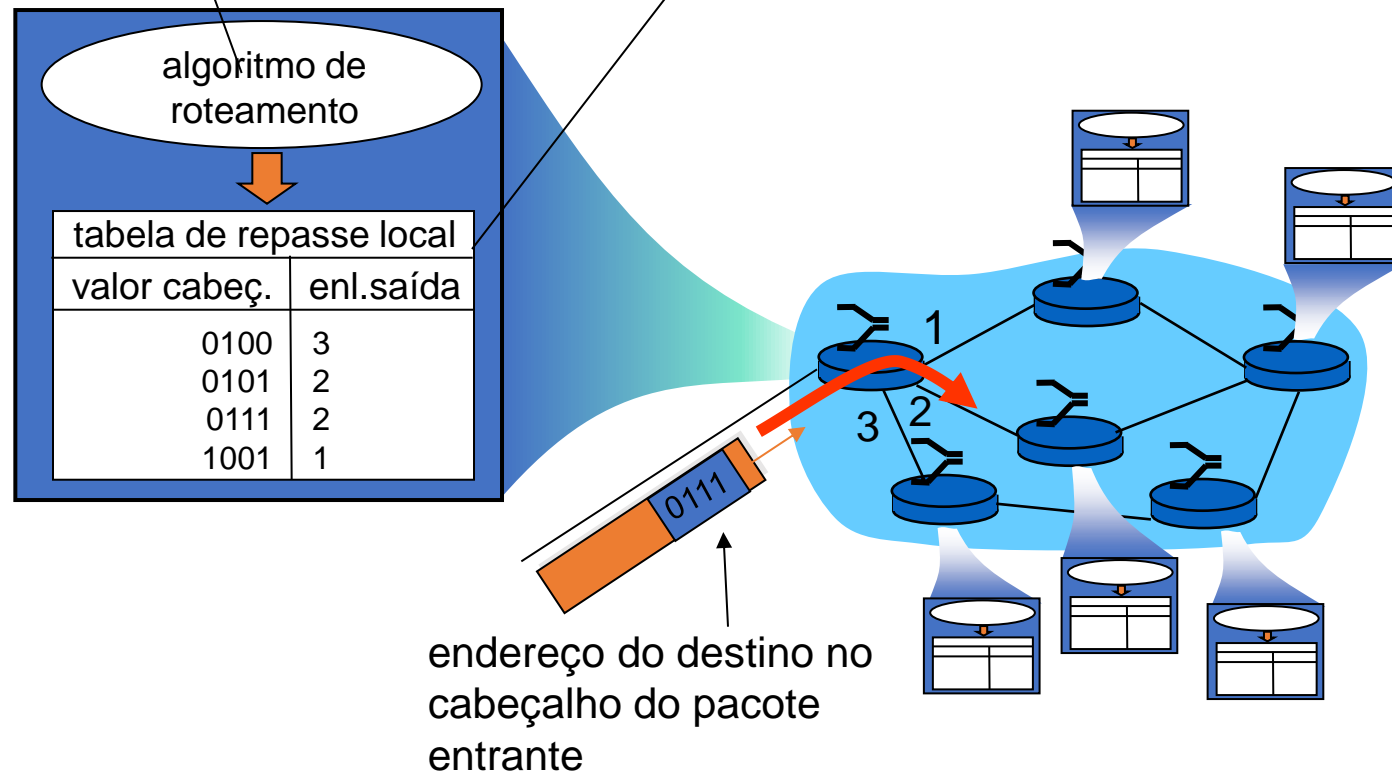 algoritmo de
roteamento
tabela de repasse local
valor cabeç. enl.saída
0100 3
0101 2
0111 2
1001 1
1
2
3
0111
endereço do destino no
cabeçalho do pacote
entrante